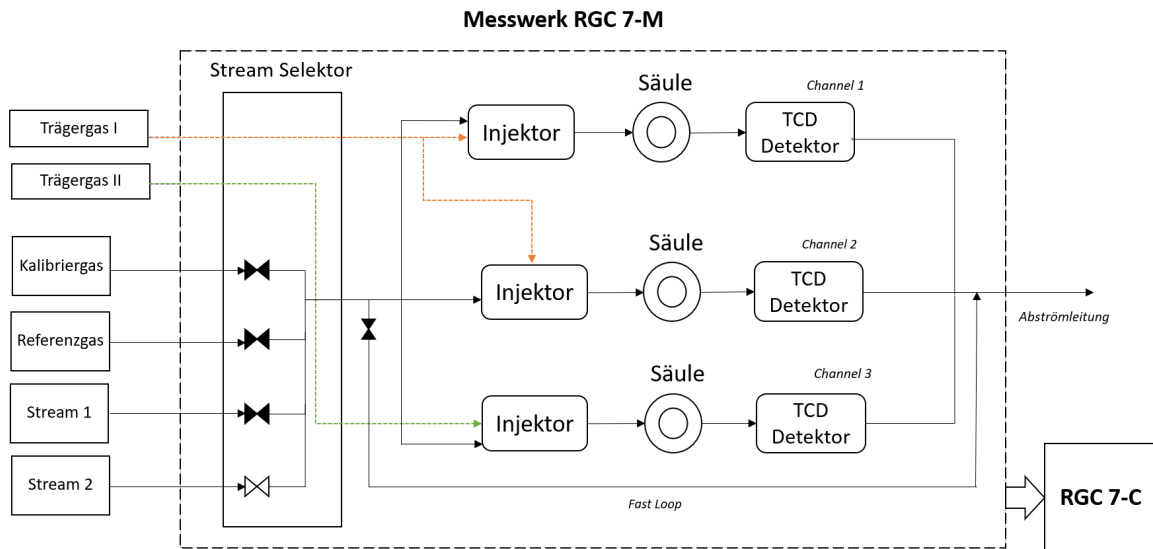 Messwerk RGC 7-M
Stream Selektor
Trägergas I
Trägergas II
Kalibriergas
Referenzgas
Stream 1
Stream 2
Säule
Channel 1
Injektor
TCD
Detektor
Säule
Channel 2
Injektor
TCD
Detektor
Abströmleitung
Säule
Channel 3
Injektor
TCD
Detektor
Fast Loop
RGC 7-C